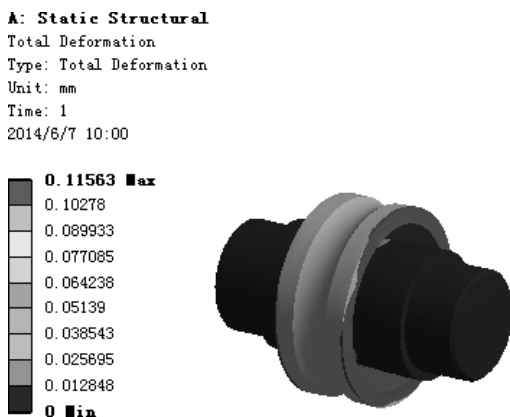 A: Static Structural
Total Deformation
Type: Total Deformation
Unit: mm
Time: 1
2014/6/7 10:00
0.11563 Max
0.10278
0.089933
0.077085
0.064238
0.05139
0.038543
0.025695
0.012848
0 Min